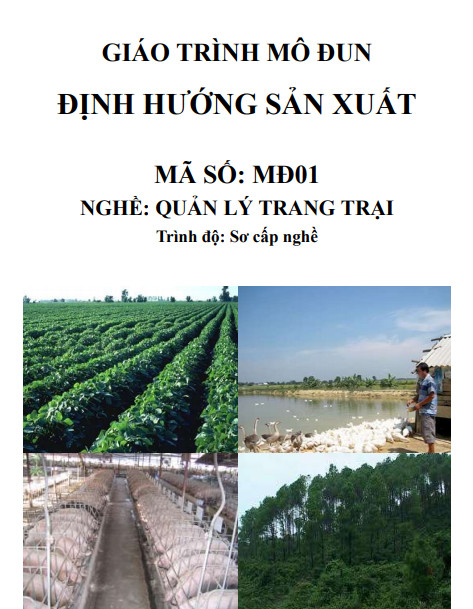 GIÁO TRÌNH MÔ ĐUN
ĐỊNH HƯỚNG SẢN XUẤT
MÃ SỐ: MĐ01
NGHỀ: QUẢN LÝ TRANG TRẠI
Trình độ: Sơ cấp nghề